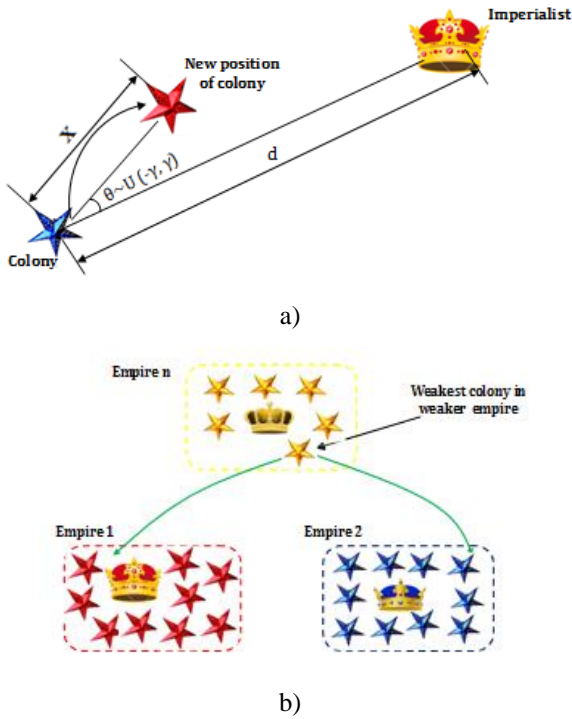 Imperialist
New position
of colony
X
d
θ~U (-γ, γ)
Colony
a)
Empire n
Weakest colony in
weaker empire
Empire 1
Empire 2
b)